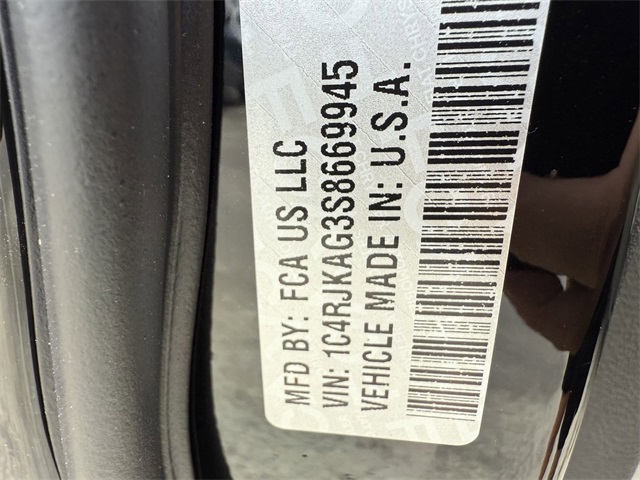 MFD BY: FCA US LLC
VIN: 1C4RJKAG3S8669945
VEHICLE MADE IN: U.S.A.